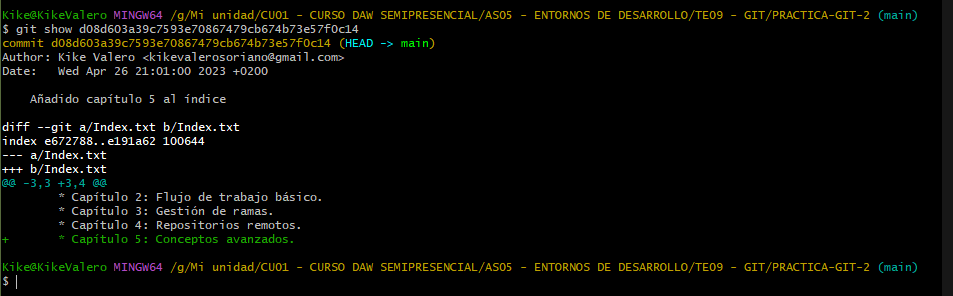 Kike@KikeValero MINGW64 /g/Mi unidad/CU01 - CURSO DAW SEMIPRESENCIAL/AS05 - ENTORNOS DE DESARROLLO/TE09 - GIT/PRACTICA-GIT-2 (main)
$ git show d08d603a39c7593e70867479cb674b73e57f0c14
commit d08d603a39c7593e70867479cb674b73e57f0c14 (HEAD -> main)
Author: Kike Valero <kikevalerosoriano@gmail.com>
Date:   Wed Apr 26 21:01:00 2023 +0200

    Añadido capítulo 5 al índice

diff --git a/Index.txt b/Index.txt
index e672788..e191a62 100644
--- a/Index.txt
+++ b/Index.txt
@@ -3,3 +3,4 @@
        * Capítulo 2: Flujo de trabajo básico.
        * Capítulo 3: Gestión de ramas.
        * Capítulo 4: Repositorios remotos.
+       * Capítulo 5: Conceptos avanzados.

Kike@KikeValero MINGW64 /g/Mi unidad/CU01 - CURSO DAW SEMIPRESENCIAL/AS05 - ENTORNOS DE DESARROLLO/TE09 - GIT/PRACTICA-GIT-2 (main)
$